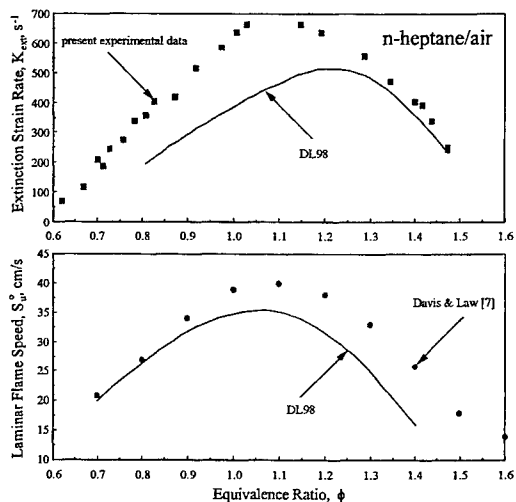 n-heptane/air
Extinction Strain Rate, K_ext, s⁻¹
700
600
500
400
300
200
100
0
present experimental data
DL98
0.6 0.7 0.8 0.9 1.0 1.1 1.2 1.3 1.4 1.5 1.6
Laminar Flame Speed, S_u^o, cm/s
45
40
35
30
25
20
15
10
Davis & Law [7]
DL98
0.6 0.7 0.8 0.9 1.0 1.1 1.2 1.3 1.4 1.5 1.6
Equivalence Ratio, ϕ